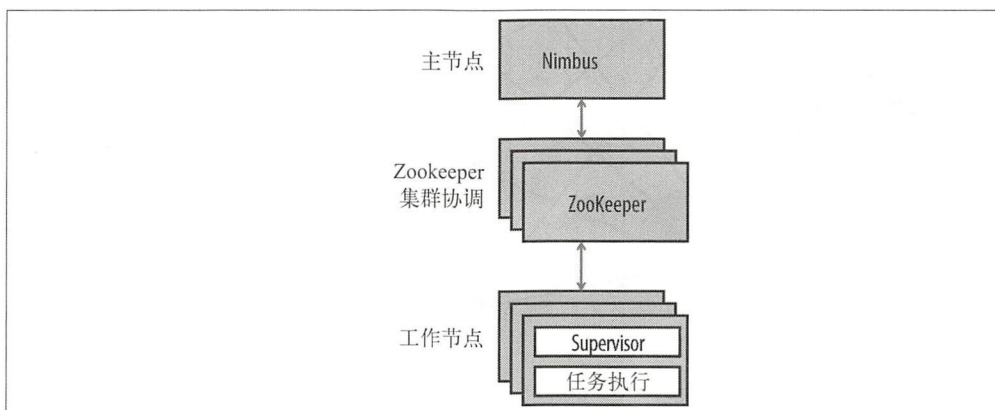 主节点
Nimbus
Zookeeper
集群协调
ZooKeeper
工作节点
Supervisor
任务执行